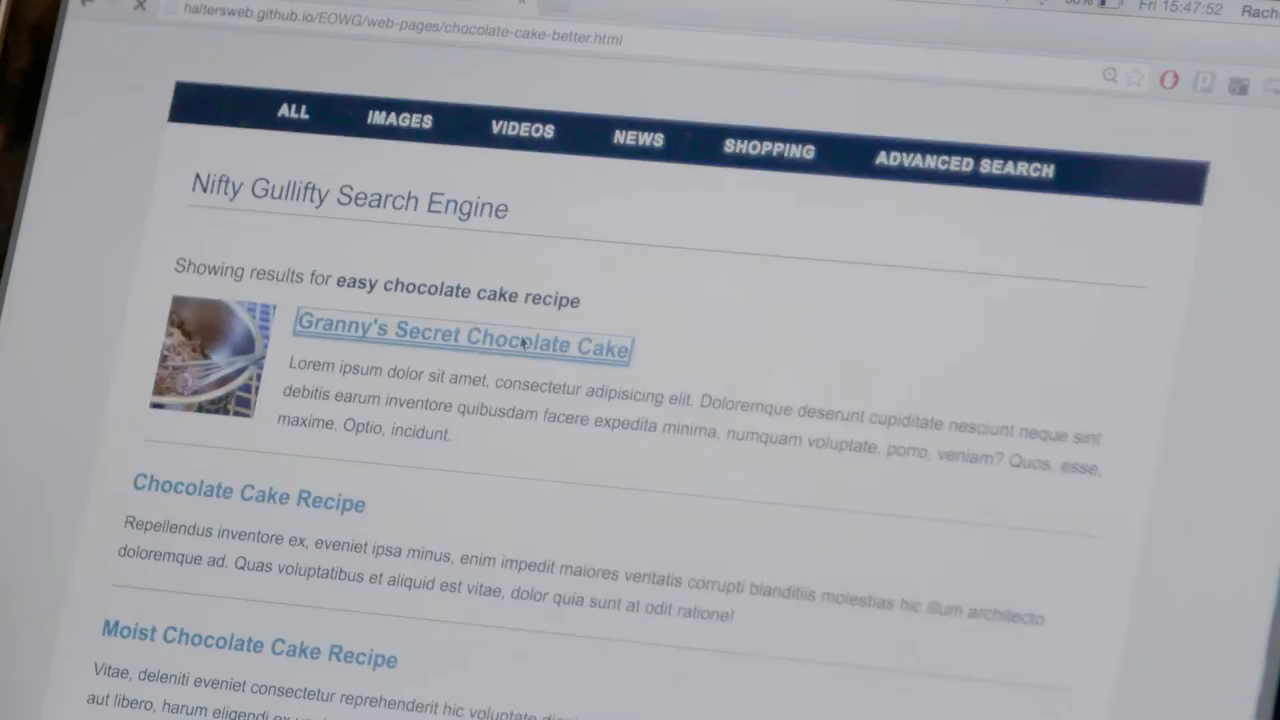 Fri 15:47:52 Rach
haltersweb.github.io/EOWG/web-pages/chocolate-cake-better.html
ALL IMAGES VIDEOS NEWS SHOPPING ADVANCED SEARCH
Nifty Gullifty Search Engine
Showing results for easy chocolate cake recipe
Granny's Secret Chocolate Cake
Lorem ipsum dolor sit amet, consectetur adipisicing elit. Doloremque deserunt cupiditate nesciunt neque sint
debitis earum inventore quibusdam facere expedita minima, numquam voluptate, porro, veniam? Quos, esse,
maxime. Optio, incidunt.
Chocolate Cake Recipe
Repellendus inventore ex, eveniet ipsa minus, enim impedit maiores veritatis corrupti blanditiis molestias hic illum architecto
doloremque ad. Quas voluptatibus et aliquid est vitae, dolor quia sunt at odit ratione!
Moist Chocolate Cake Recipe
Vitae, deleniti eveniet consectetur reprehenderit hic voluptate
aut libero, harum eligendi